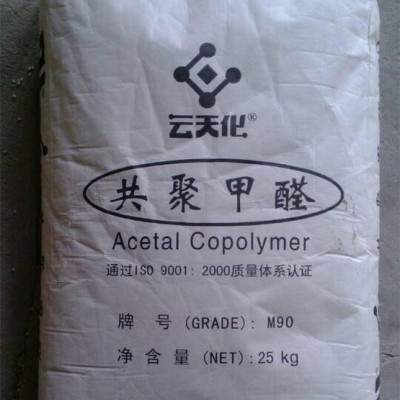 云天化®
共聚甲醛
Acetal Copolymer
通过ISO 9001: 2000质量体系认证
牌 号 (GRADE): M90
净 含 量 (NET): 25 kg